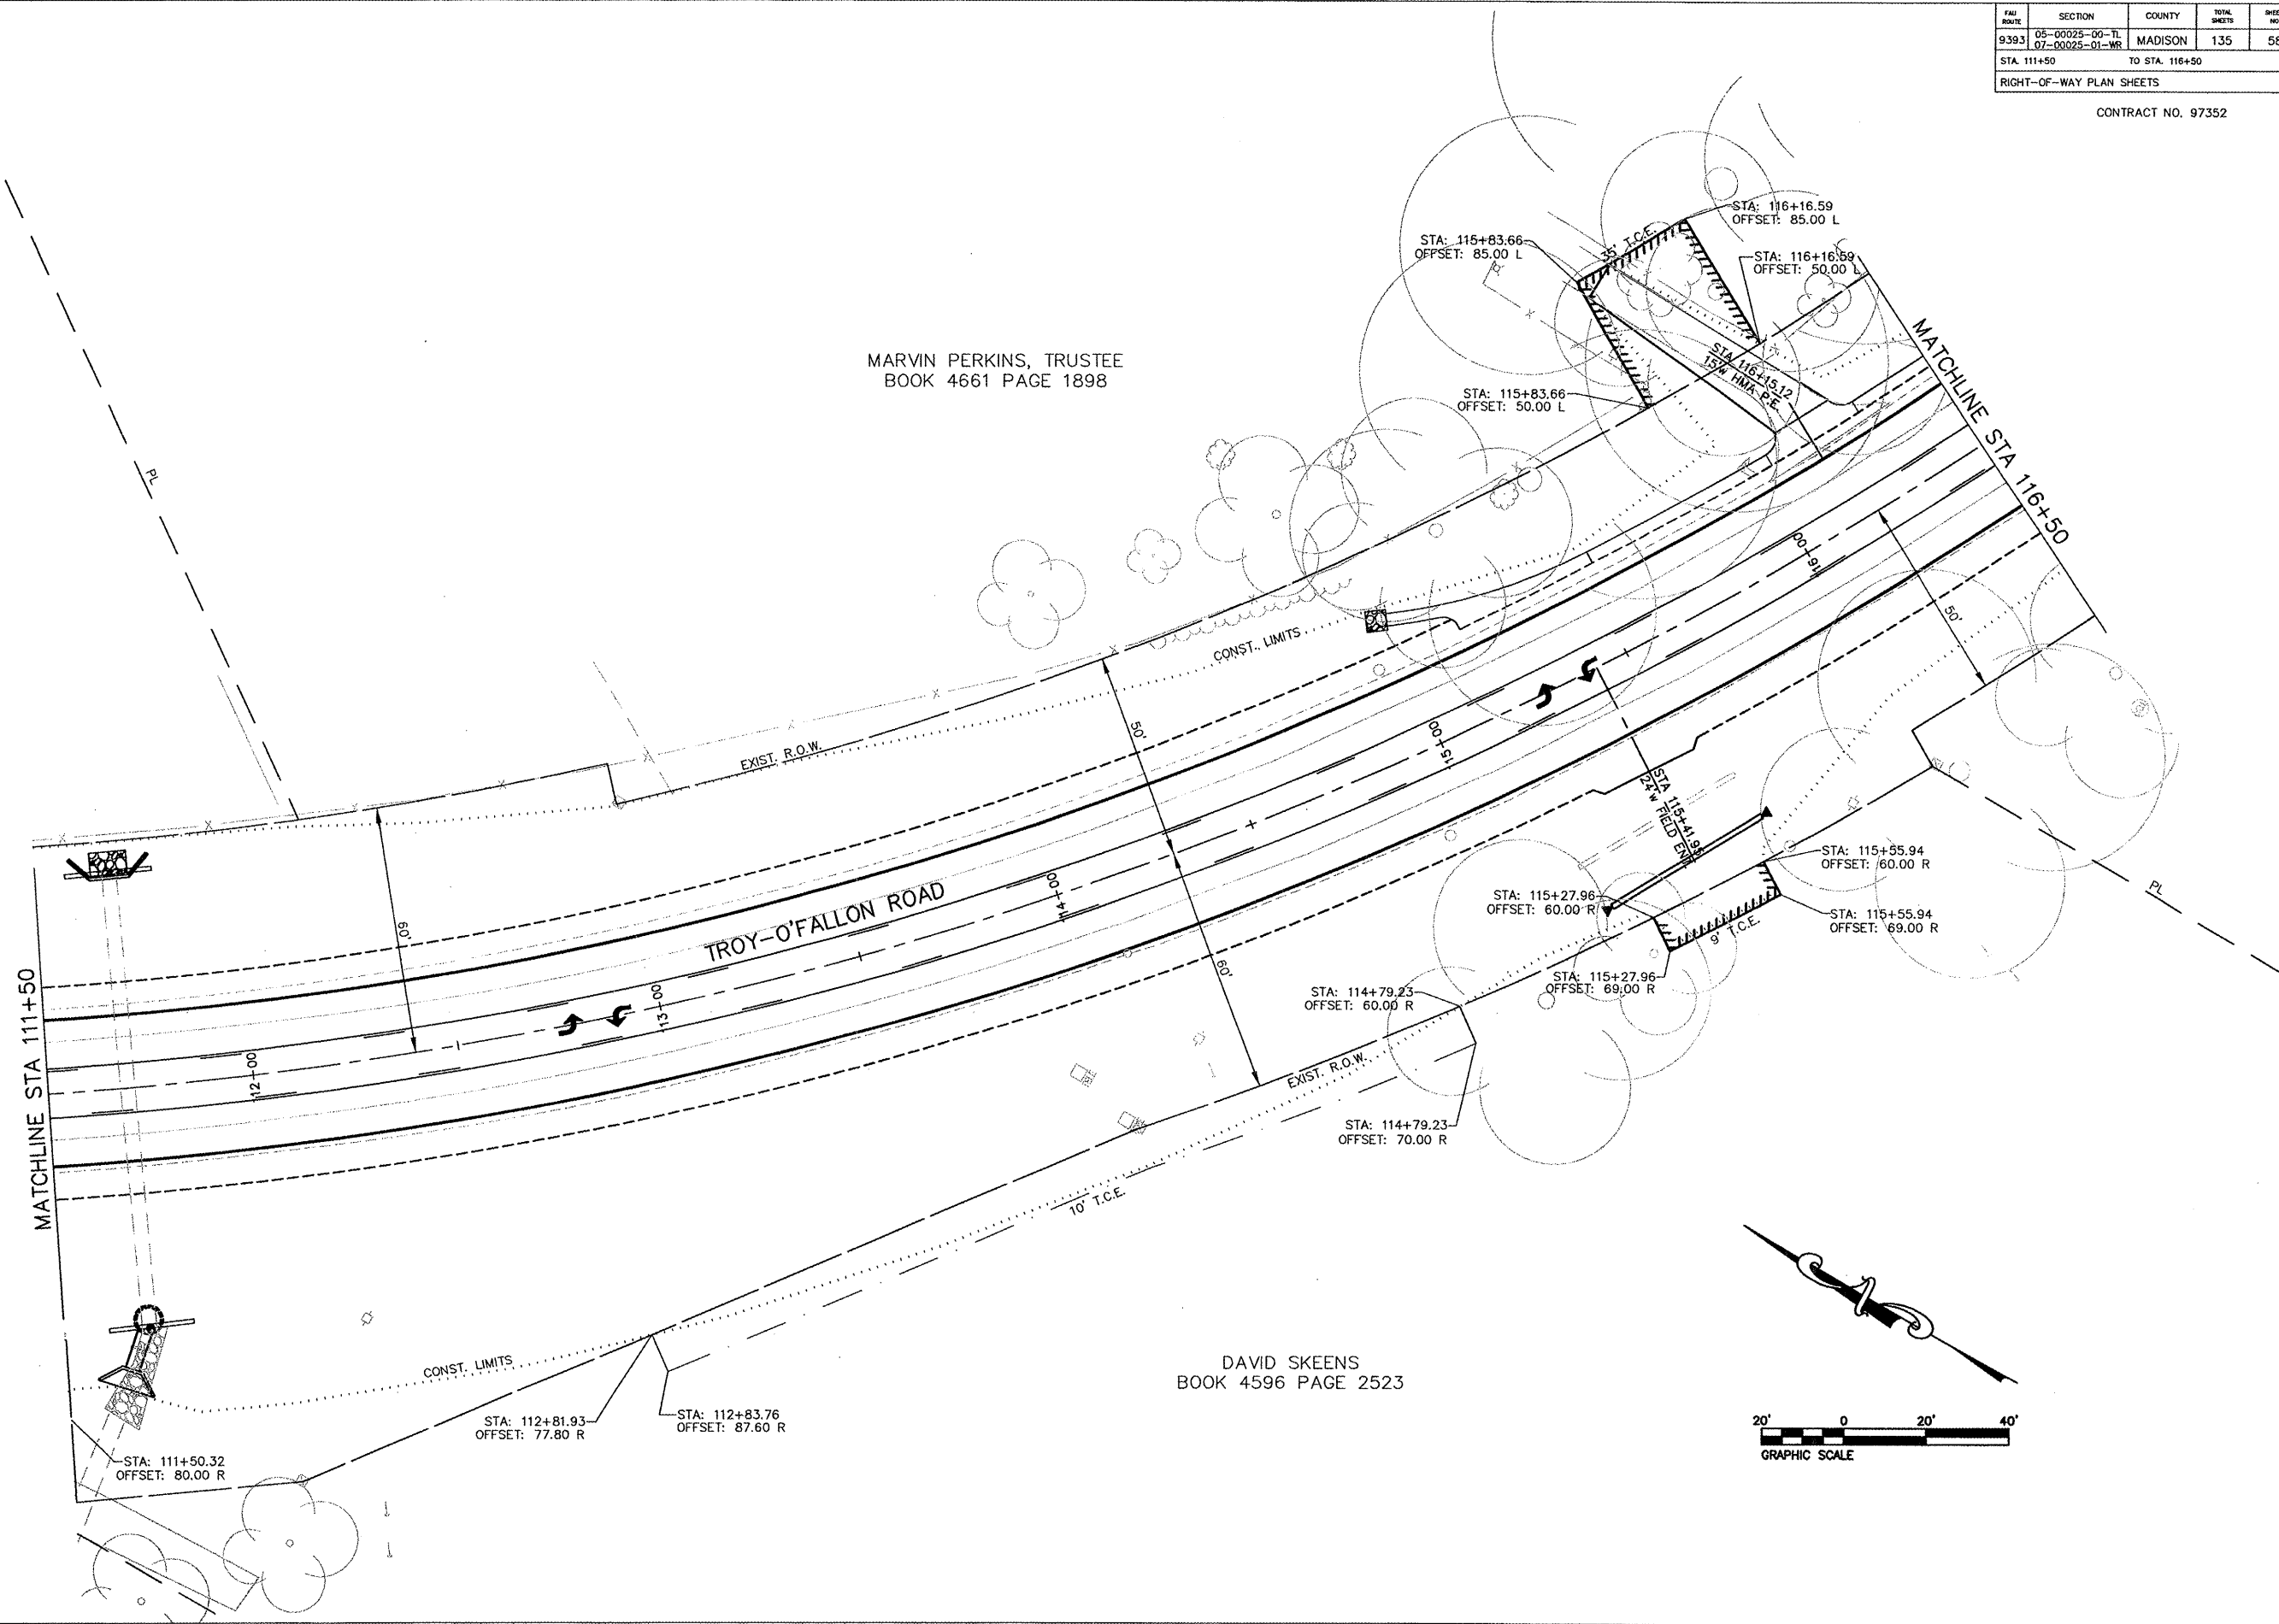 FAU ROUTE SECTION COUNTY TOTAL SHEETS
9393 05-00025-00-TL 07-00025-01-WR MADISON 135
STA. 111+50 TO STA. 116+50
RIGHT-OF-WAY PLAN SHEETS
CONTRACT NO. 97352
STA: 116+16.59
OFFSET: 85.00 L
35' T.C.E.
STA: 115+83.66
OFFSET: 85.00 L
STA: 116+16.59
OFFSET: 50.00 L
MARVIN PERKINS, TRUSTEE
BOOK 4661 PAGE 1898
STA 116+15.12
15'w HMA P.E.
STA: 115+83.66
OFFSET: 50.00 L
MATCHLINE STA 116+50
PL
116+00
50'
CONST. LIMITS
EXIST. R.O.W.
50'
115+00
STA 115+41.95
24'w FIELD ENT
60'
TROY-O'FALLON ROAD
114+00
STA: 115+55.94
OFFSET: 60.00 R
STA: 115+27.96
OFFSET: 60.00 R
STA: 115+55.94
OFFSET: 69.00 R
9' T.C.E.
PL
60'
STA: 115+27.96
OFFSET: 69.00 R
STA: 114+79.23
OFFSET: 60.00 R
MATCHLINE STA 111+50
112+00
113+00
EXIST. R.O.W.
STA: 114+79.23
OFFSET: 70.00 R
10' T.C.E.
CONST. LIMITS
DAVID SKEENS
BOOK 4596 PAGE 2523
STA: 112+81.93
OFFSET: 77.80 R
STA: 112+83.76
OFFSET: 87.60 R
STA: 111+50.32
OFFSET: 80.00 R
20' 0 20' 40'
GRAPHIC SCALE